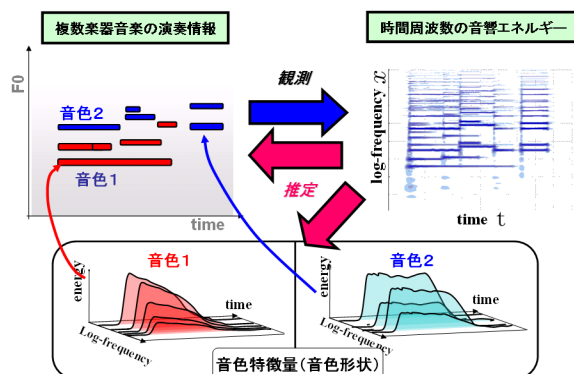 複数楽器音楽の演奏情報
時間周波数の音響エネルギー
F0
音色2
音色1
time
観測
推定
log-frequency x
time t
音色1
energy
time
Log-frequency
音色2
energy
time
Log-frequency
音色特徴量(音色形状)